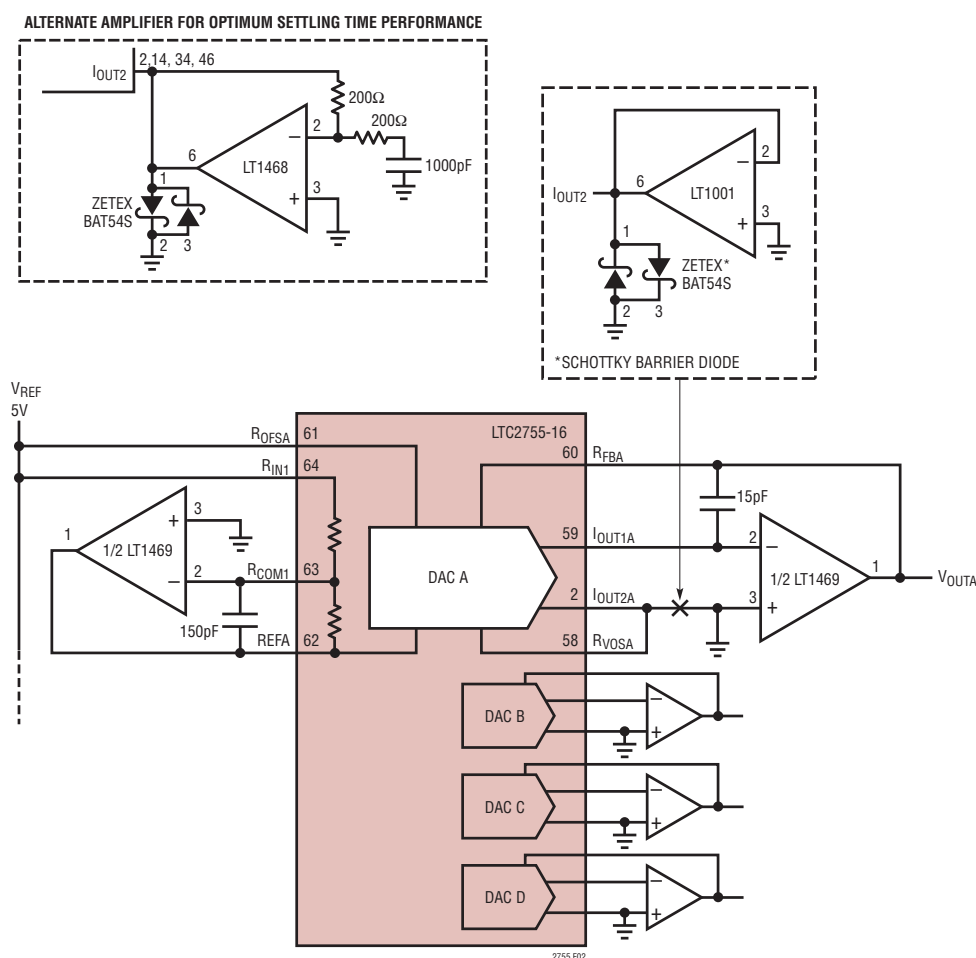 ALTERNATE AMPLIFIER FOR OPTIMUM SETTLING TIME PERFORMANCE
IOUT2
2,14, 34, 46
200Ω
200Ω
2
–
6
LT1468
1000pF
3
+
1
ZETEX
BAT54S
2
3
2
–
6
IOUT2
LT1001
3
+
1
ZETEX*
BAT54S
2
3
*SCHOTTKY BARRIER DIODE
VREF
5V
ROFSA
61
LTC2755-16
RIN1
64
60
RFBA
15pF
3
+
1
1/2 LT1469
59
IOUT1A
2
–
–
2
RCOM1
63
DAC A
1/2 LT1469
1
VOUTA
2
IOUT2A
3
+
150pF
REFA
62
58
RVOSA
DAC B
–
+
DAC C
–
+
DAC D
–
+
2755 F02